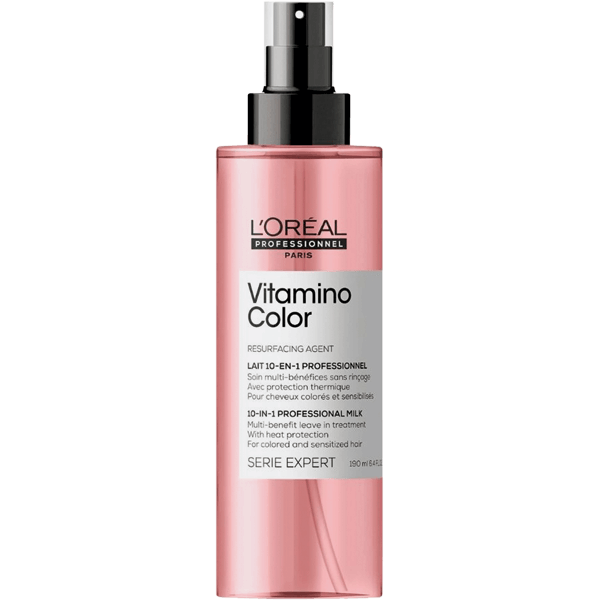 L'ORÉAL
PROFESSIONNEL
PARIS
Vitamino
Color
RESURFACING AGENT
LAIT 10-EN-1 PROFESSIONNEL
Soin multi-bénéfices sans rinçage
Avec protection thermique
Pour cheveux colorés et sensibilisés
10-IN-1 PROFESSIONAL MILK
Multi-benefit leave in treatment
With heat protection
For colored and sensitized hair
SERIE EXPERT 190 ml 6.4